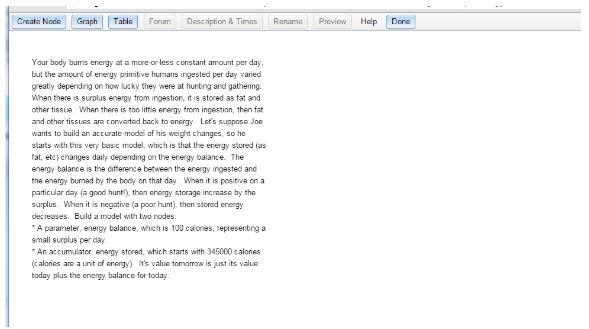 Create Node Graph Table Forum Description & Times Rename Preview Help Done
Your body burns energy at a more-or-less constant amount per day,
but the amount of energy primitive humans ingested per day varied
greatly depending on how lucky they were at hunting and gathering.
When there is surplus energy from ingestion, it is stored as fat and
other tissue. When there is too little energy from ingestion, then fat
and other tissues are converted back to energy. Let's suppose Joe
wants to build an accurate model of his weight changes, so he
starts with this very basic model, which is that the energy stored (as
fat, etc) changes daily depending on the energy balance. The
energy balance is the difference between the energy ingested and
the energy burned by the body on that day. When it is positive on a
particular day (a good hunt!), then energy storage increase by the
surplus. When it is negative (a poor hunt), then stored energy
decreases. Build a model with two nodes:
* A parameter, energy balance, which is 100 calories, representing a
small surplus per day.
* An accumulator, energy stored, which starts with 345000 calories
(calories are a unit of energy). It's value tomorrow is just its value
today plus the energy balance for today.